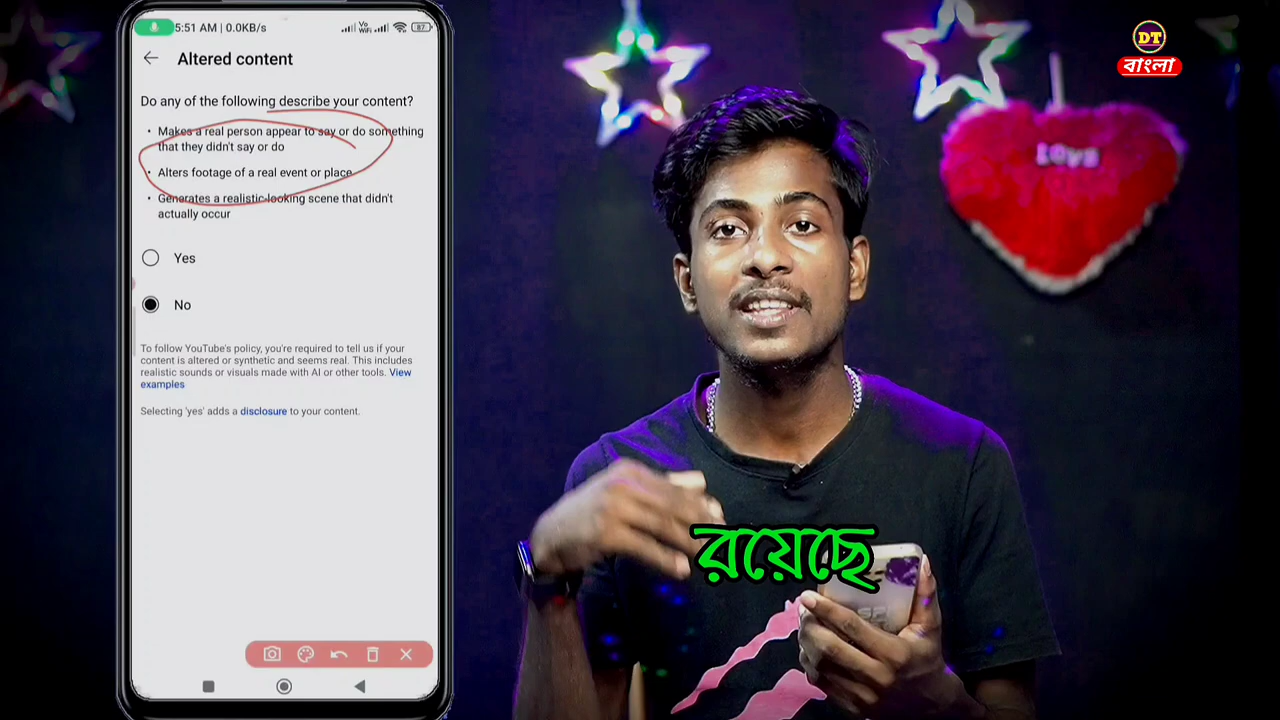 5:51 AM | 0.0KB/s
Vo
WiFi
87
Altered content
Do any of the following describe your content?
• Makes a real person appear to say or do something
that they didn't say or do
• Alters footage of a real event or place
• Generates a realistic-looking scene that didn't
actually occur
Yes
No
To follow YouTube's policy, you're required to tell us if your
content is altered or synthetic and seems real. This includes
realistic sounds or visuals made with AI or other tools. View
examples
Selecting 'yes' adds a disclosure to your content.
DT
বাংলা
LOVE
রয়েছে